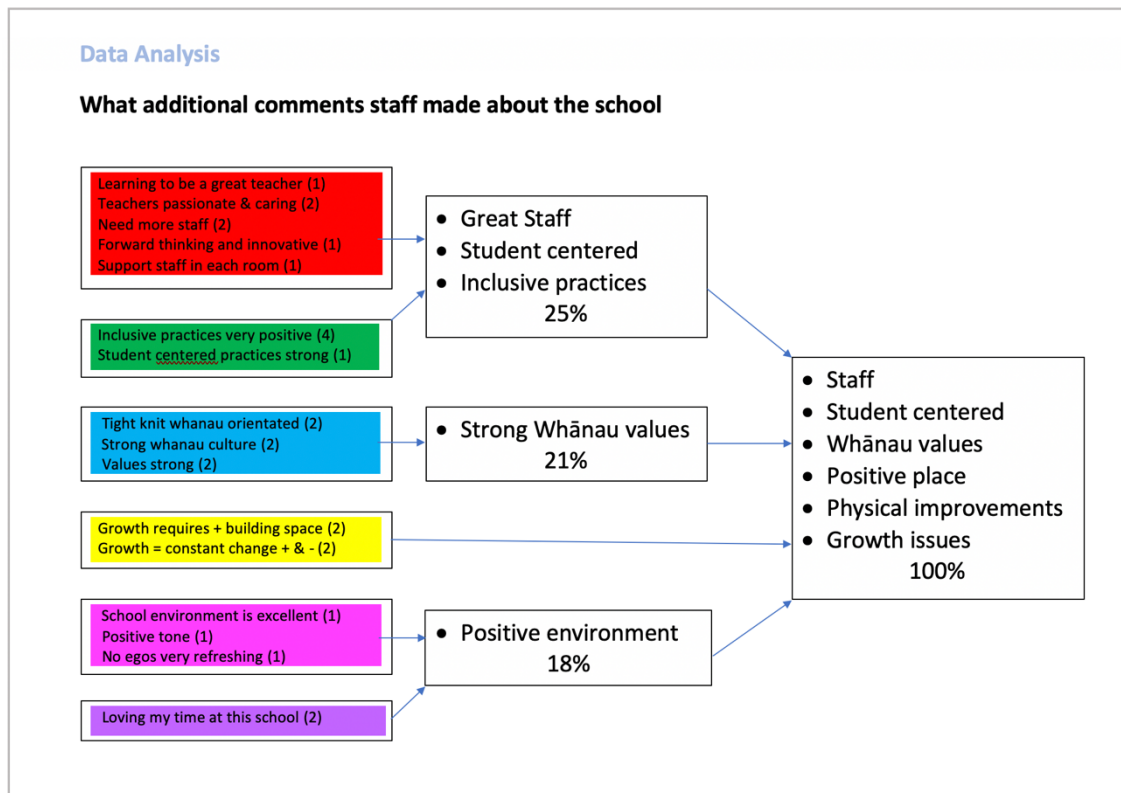 Data Analysis
What additional comments staff made about the school
Learning to be a great teacher (1)
Teachers passionate & caring (2)
Need more staff (2)
Forward thinking and innovative (1)
Support staff in each room (1)
Inclusive practices very positive (4)
Student centered practices strong (1)
Tight knit whanau orientated (2)
Strong whanau culture (2)
Values strong (2)
Growth requires + building space (2)
Growth = constant change + & - (2)
School environment is excellent (1)
Positive tone (1)
No egos very refreshing (1)
Loving my time at this school (2)
• Great Staff
• Student centered
• Inclusive practices
25%
• Strong Whānau values
21%
• Positive environment
18%
• Staff
• Student centered
• Whānau values
• Positive place
• Physical improvements
• Growth issues
100%